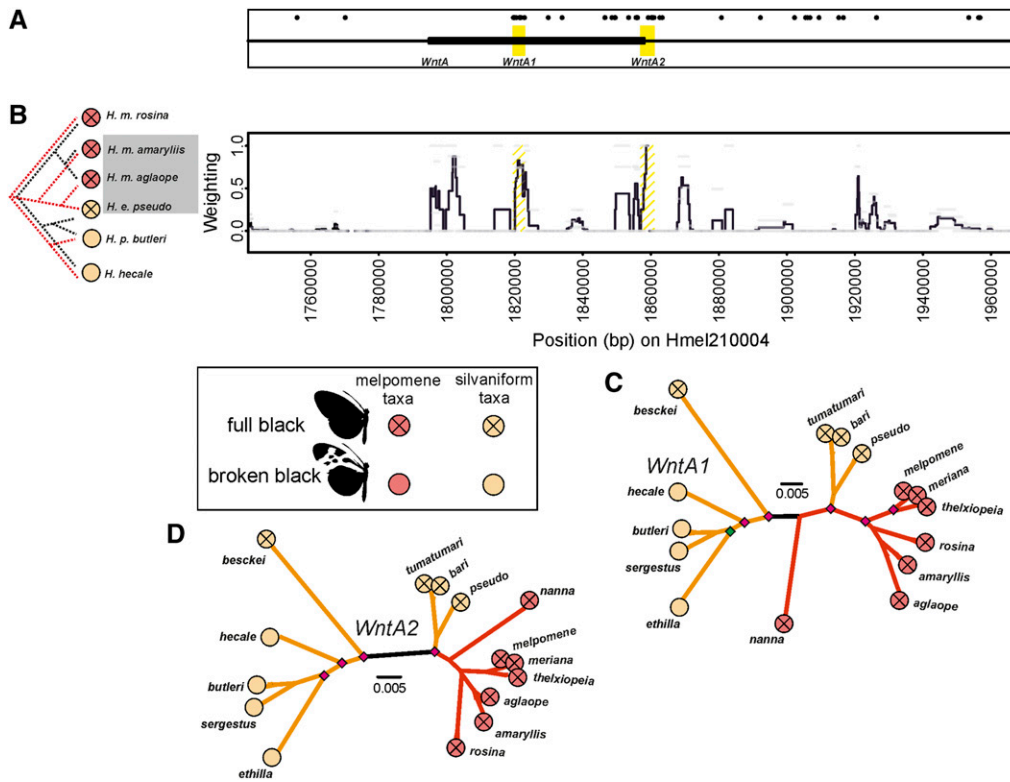 A
WntA
WntA1
WntA2
B
H. m. rosina
H. m. amaryllis
H. m. aglaope
H. e. pseudo
H. p. butleri
H. hecale
Weighting
1.0
0.5
0.0
1760000
1780000
1800000
1820000
1840000
1860000
1880000
1900000
1920000
1940000
1960000
Position (bp) on Hmel210004
melpomene taxa
silvaniform taxa
full black
broken black
C
WntA1
0.005
besckei
hecale
butleri
sergestus
ethilla
tumatumari
bari
pseudo
melpomene
meriana
thelxiopeia
rosina
amaryllis
aglaope
nanna
D
WntA2
0.005
besckei
hecale
butleri
sergestus
ethilla
tumatumari
bari
pseudo
nanna
melpomene
meriana
thelxiopeia
aglaope
amaryllis
rosina